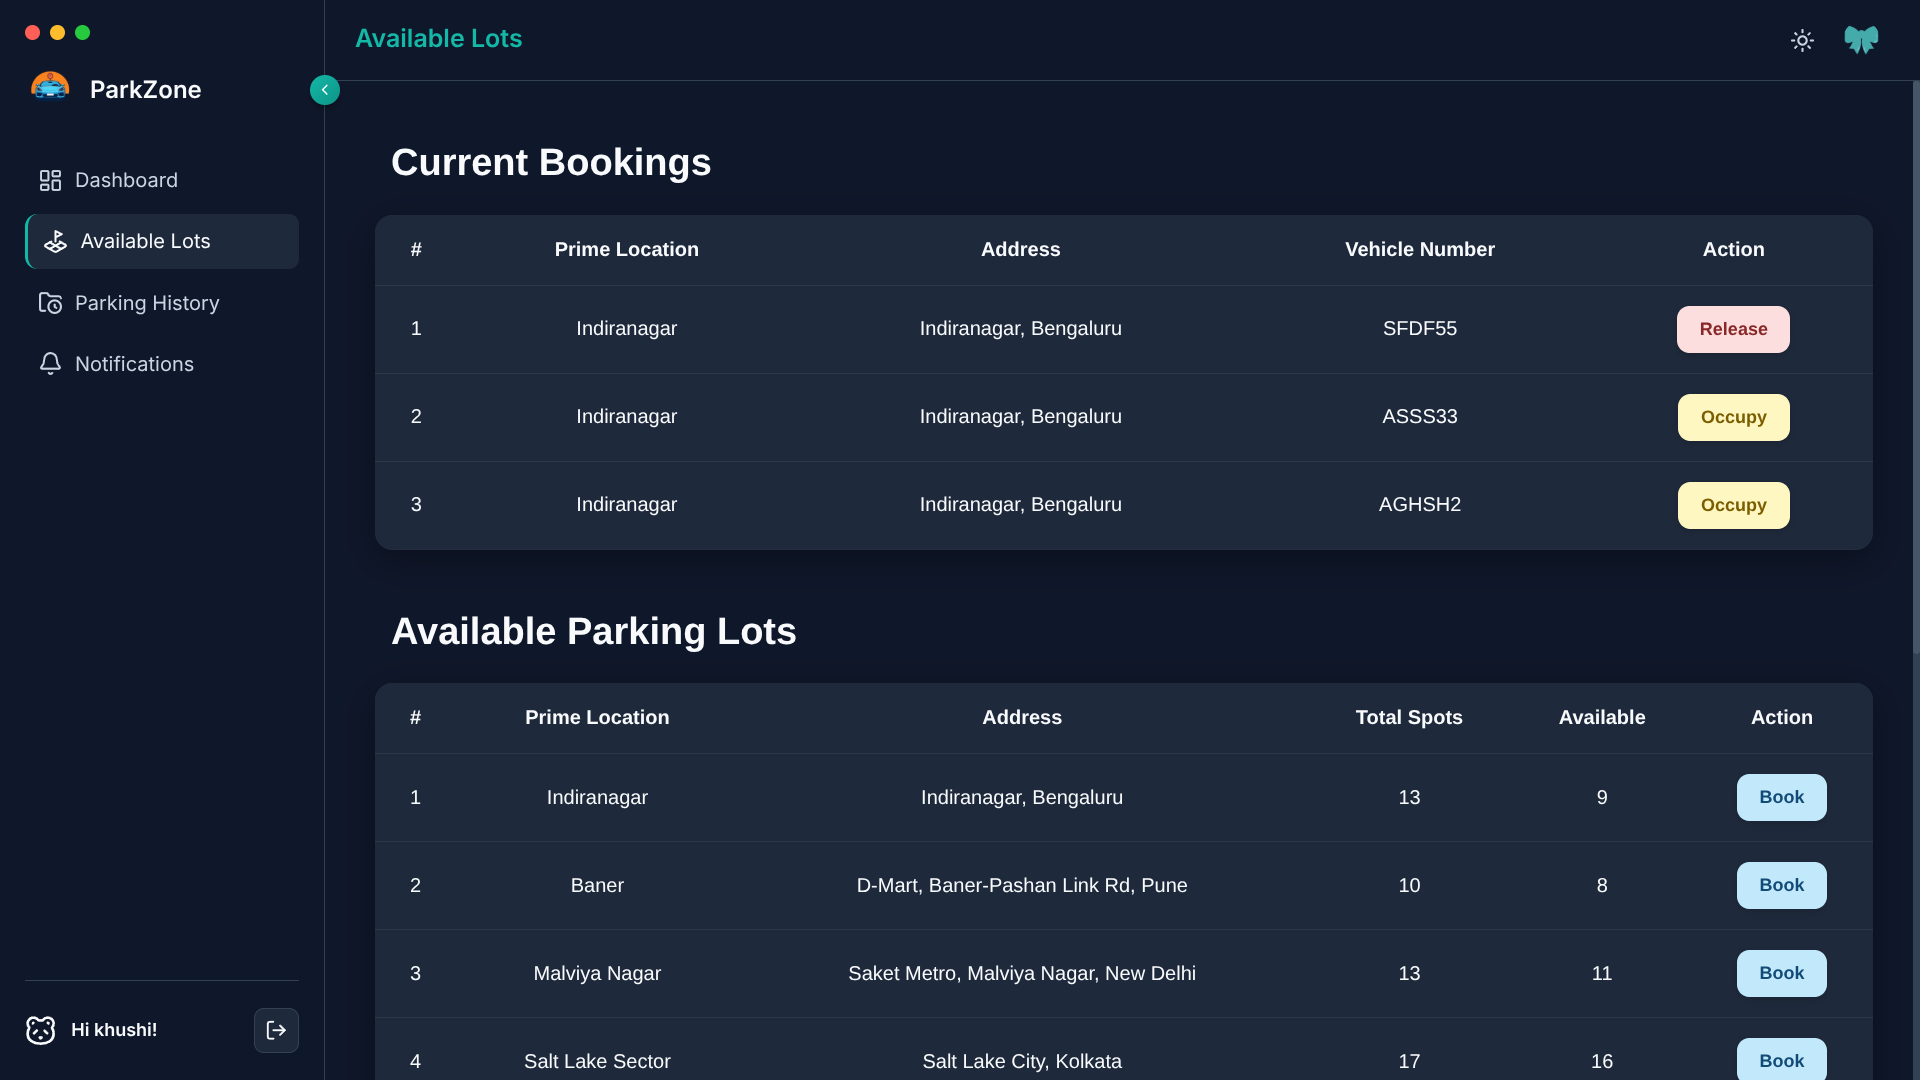 Available Lots
ParkZone
Dashboard
Available Lots
Parking History
Notifications
Hi khushi!
Current Bookings
# Prime Location Address Vehicle Number Action
1 Indiranagar Indiranagar, Bengaluru SFDF55 Release
2 Indiranagar Indiranagar, Bengaluru ASSS33 Occupy
3 Indiranagar Indiranagar, Bengaluru AGHSH2 Occupy
Available Parking Lots
# Prime Location Address Total Spots Available Action
1 Indiranagar Indiranagar, Bengaluru 13 9 Book
2 Baner D-Mart, Baner-Pashan Link Rd, Pune 10 8 Book
3 Malviya Nagar Saket Metro, Malviya Nagar, New Delhi 13 11 Book
4 Salt Lake Sector Salt Lake City, Kolkata 17 16 Book